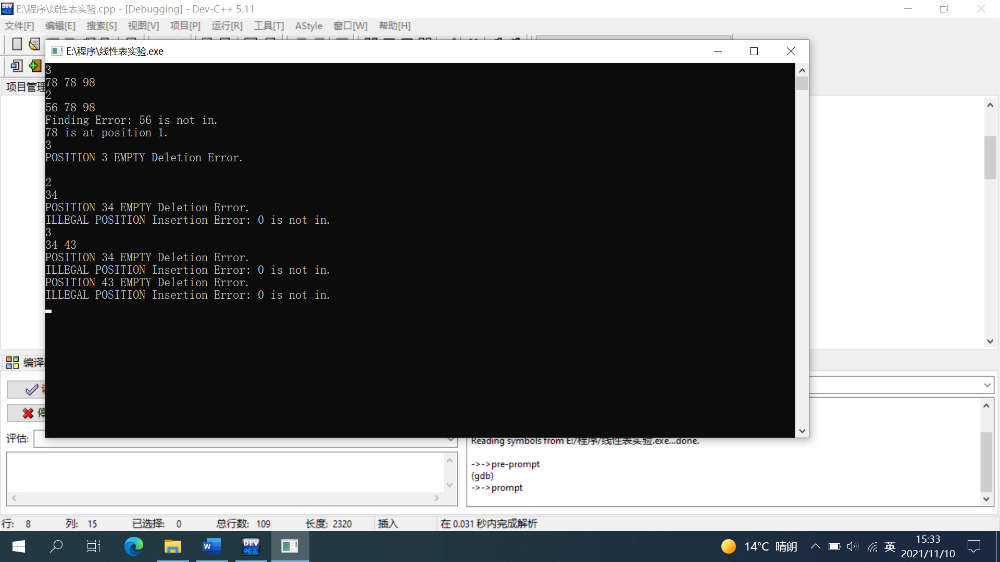 E:\程序\线性表实验.cpp - [Debugging] - Dev-C++ 5.11
文件[F] 编辑[E] 搜索[S] 视图[V] 项目[P] 运行[R] 工具[T] AStyle 窗口[W] 帮助[H]
E:\程序\线性表实验.exe
项目管理
3
78 78 98
2
56 78 98
Finding Error: 56 is not in.
78 is at position 1.
3
POSITION 3 EMPTY Deletion Error.
2
34
POSITION 34 EMPTY Deletion Error.
ILLEGAL POSITION Insertion Error: 0 is not in.
3
34 43
POSITION 34 EMPTY Deletion Error.
ILLEGAL POSITION Insertion Error: 0 is not in.
POSITION 43 EMPTY Deletion Error.
ILLEGAL POSITION Insertion Error: 0 is not in.
编译
停
评估:
Reading symbols from E:/程序/线性表实验.exe...done.
->->pre-prompt
(gdb)
->->prompt
行: 8 列: 15 已选择: 0 总行数: 109 长度: 2320 插入 在 0.031 秒内完成解析
W DEV C++ 14°C 晴朗 英 15:33
2021/11/10